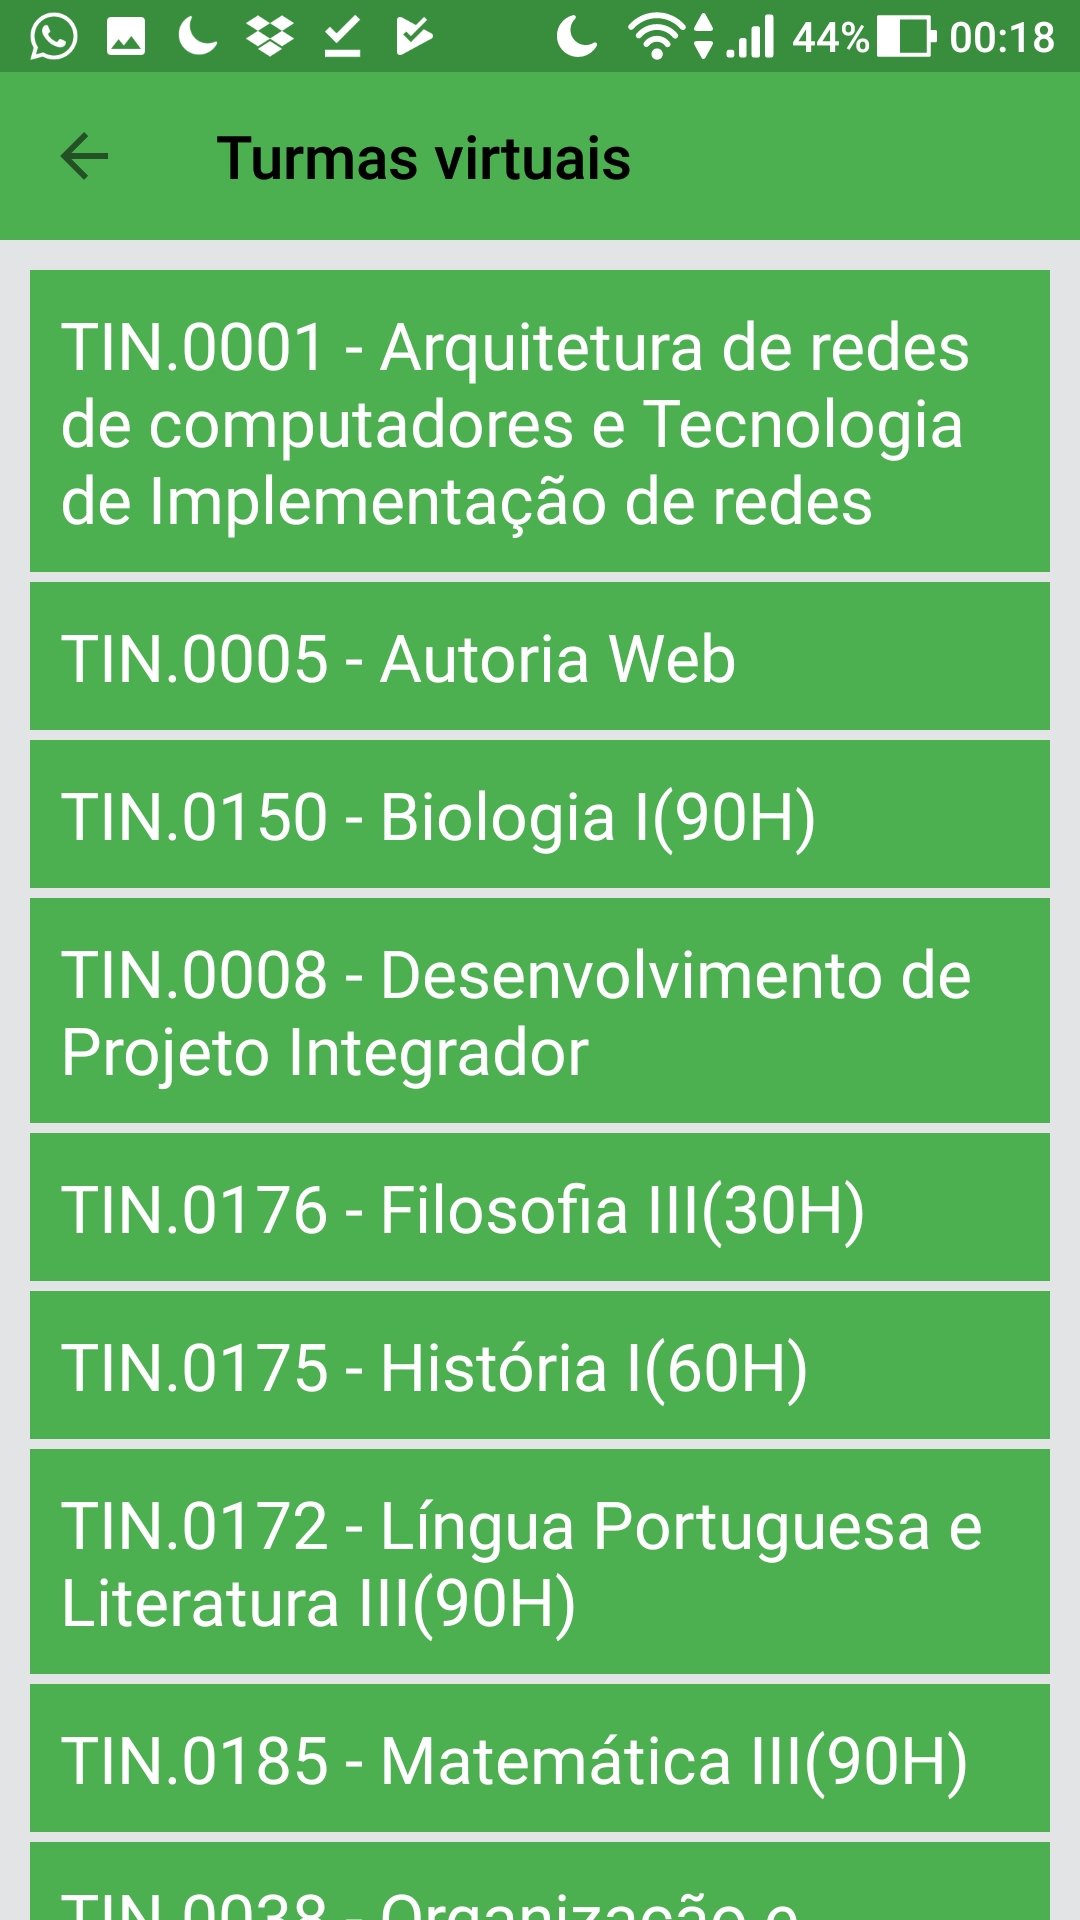 44% 00:18
Turmas virtuais
TIN.0001 - Arquitetura de redes
de computadores e Tecnologia
de Implementação de redes
TIN.0005 - Autoria Web
TIN.0150 - Biologia I(90H)
TIN.0008 - Desenvolvimento de
Projeto Integrador
TIN.0176 - Filosofia III(30H)
TIN.0175 - História I(60H)
TIN.0172 - Língua Portuguesa e
Literatura III(90H)
TIN.0185 - Matemática III(90H)
TIN.0038 - Organização e